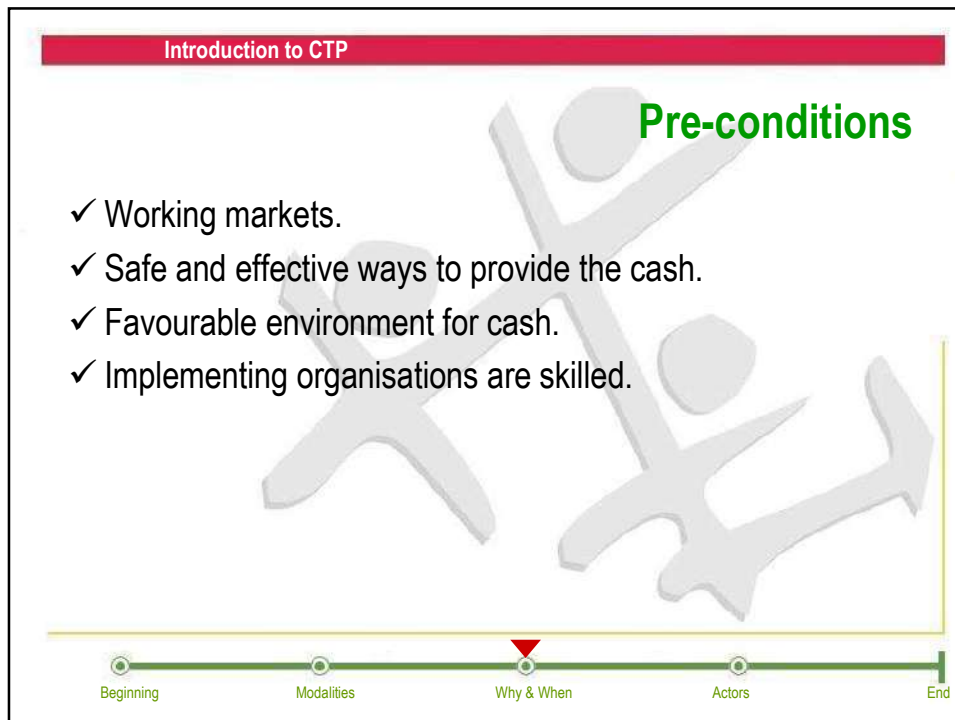 Introduction to CTP
Pre-conditions
✓ Working markets.
✓ Safe and effective ways to provide the cash.
✓ Favourable environment for cash.
✓ Implementing organisations are skilled.
Beginning Modalities Why & When Actors End